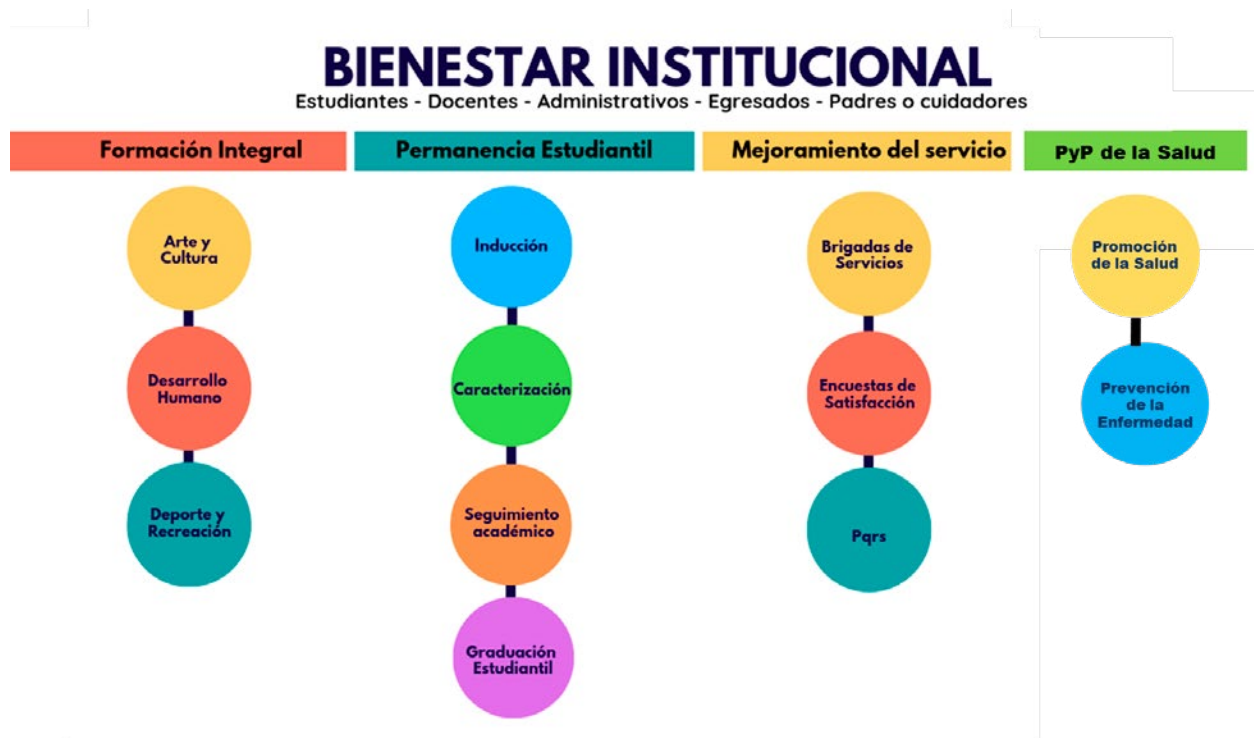 BIENESTAR INSTITUCIONAL
Estudiantes - Docentes - Administrativos - Egresados - Padres o cuidadores
Formación Integral
Arte y
Cultura
Desarrollo
Humano
Deporte y
Recreación
Permanencia Estudiantil
Inducción
Caracterización
Seguimiento
académico
Graduación
Estudiantil
Mejoramiento del servicio
Brigadas de
Servicios
Encuestas de
Satisfacción
Pqrs
PyP de la Salud
Promoción
de la Salud
Prevención
de la
Enfermedad